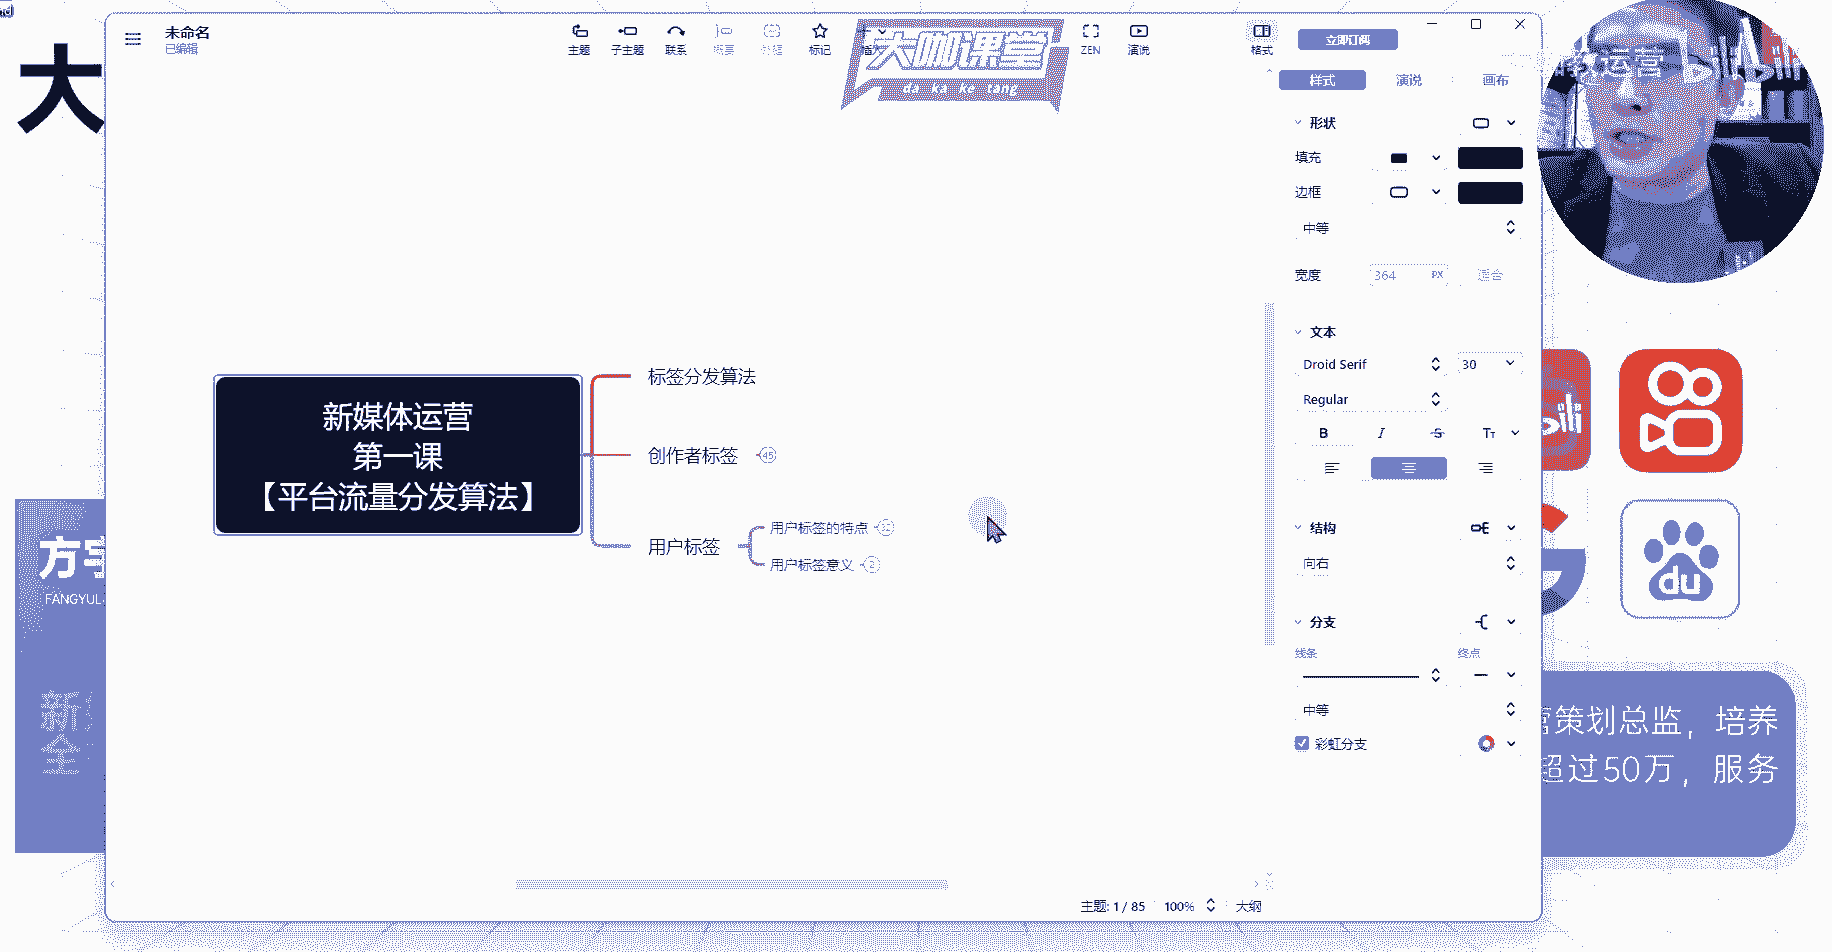 未命名
已编辑
主题
子主题
联系
概要
外框
标记
插入
ZEN
演说
格式
立即订阅
大咖课堂
da ka ke tang
样式
演说
画布
形状
填充
边框
中等
宽度
364
PX
适合
文本
Droid Serif
30
Regular
B
I
S
Tт
结构
向右
分支
线条
终点
中等
彩虹分支
新媒体运营
第一课
【平台流量分发算法】
标签分发算法
创作者标签
45
用户标签
用户标签的特点
用户标签意义
2
主题: 1 / 85
100%
大纲
大
FANGYU
新
全
教运营
du
营策划总监，培养
超过50万，服务